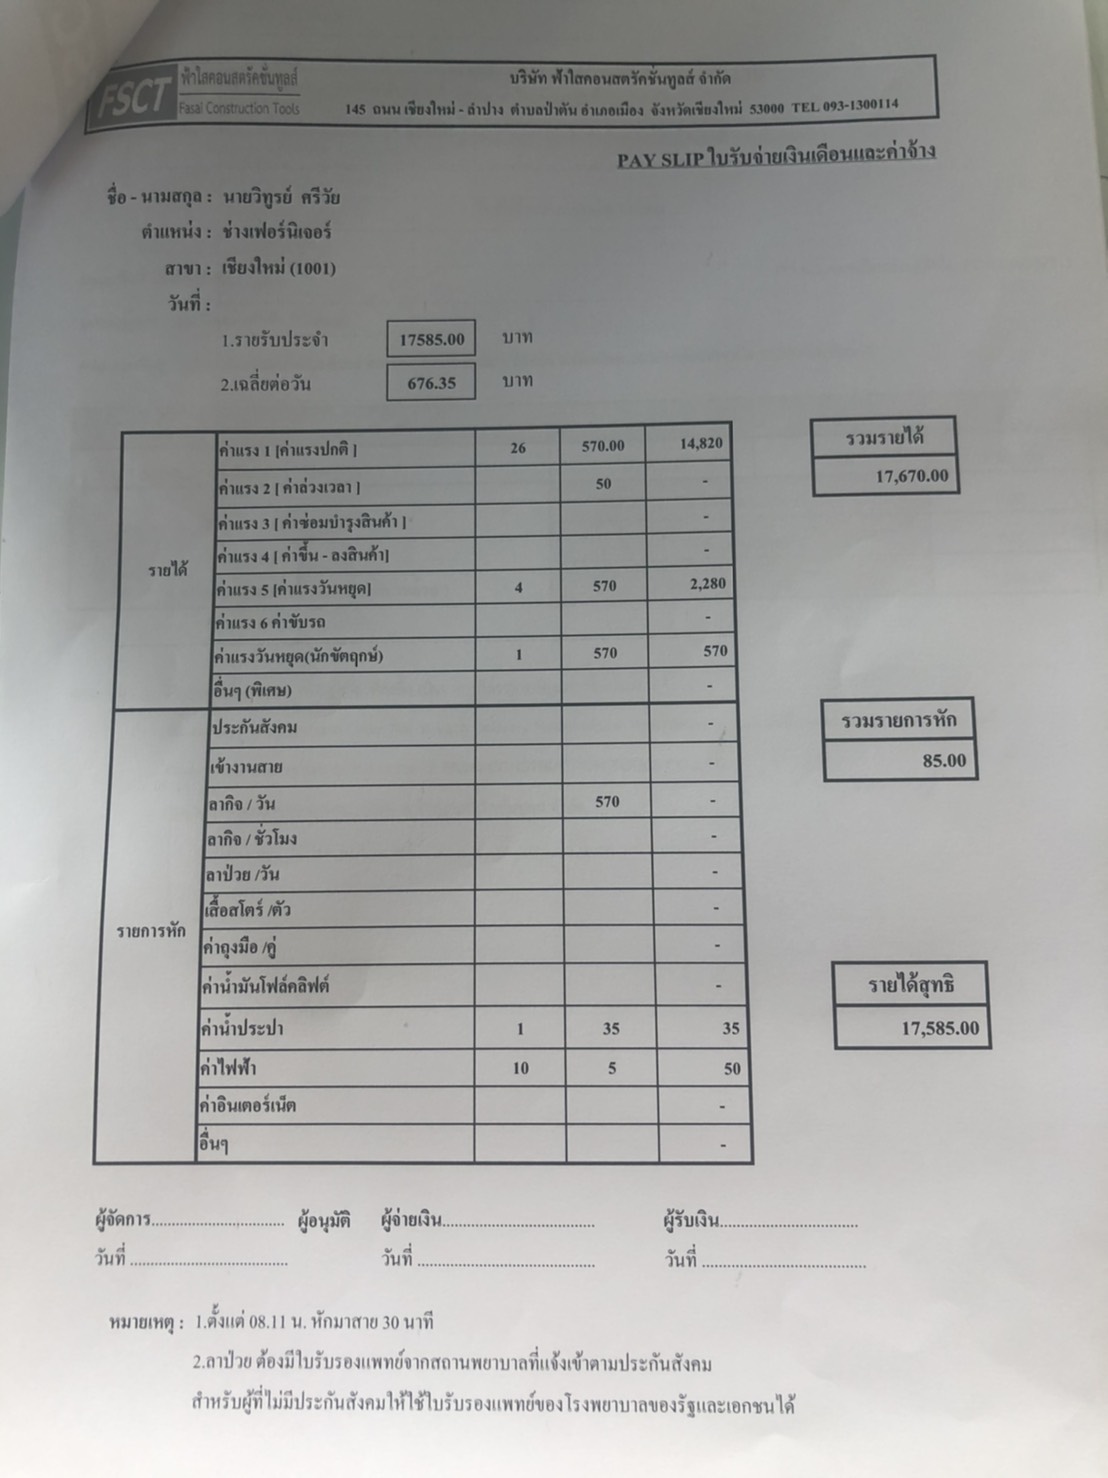 FSCT ฟ้าใสคอนสตรัคชั่นทูลส์
Fasai Construction Tools
บริษัท ฟ้าใสคอนสตรัคชั่นทูลส์ จำกัด
145 ถนน เชียงใหม่ - ลำปาง ตำบลป่าตัน อำเภอเมือง จังหวัดเชียงใหม่ 53000 TEL 093-1300114
PAY SLIP ใบรับจ่ายเงินเดือนและค่าจ้าง
ชื่อ - นามสกุล : นายวิทูรย์ ศรีวัย
ตำแหน่ง : ช่างเฟอร์นิเจอร์
สาขา : เชียงใหม่ (1001)
วันที่ :
1.รายรับประจำ 17585.00 บาท
2.เฉลี่ยต่อวัน 676.35 บาท
รายได้
ค่าแรง 1 [ค่าแรงปกติ ] 26 570.00 14,820
ค่าแรง 2 [ ค่าล่วงเวลา ] 50 -
ค่าแรง 3 [ ค่าซ่อมบำรุงสินค้า ] -
ค่าแรง 4 [ ค่าขึ้น - ลงสินค้า] -
ค่าแรง 5 [ค่าแรงวันหยุด] 4 570 2,280
ค่าแรง 6 ค่าขับรถ -
ค่าแรงวันหยุด(นักขัตฤกษ์) 1 570 570
อื่นๆ (พิเศษ) -
รวมรายได้
17,670.00
รายการหัก
ประกันสังคม -
เข้างานสาย -
ลากิจ / วัน 570 -
ลากิจ / ชั่วโมง -
ลาป่วย /วัน -
เสื้อสโตร์ /ตัว -
ค่าถุงมือ /คู่ -
ค่าน้ำมันโฟล์คลิฟต์ -
ค่าน้ำประปา 1 35 35
ค่าไฟฟ้า 10 5 50
ค่าอินเตอร์เน็ต -
อื่นๆ -
รวมรายการหัก
85.00
รายได้สุทธิ
17,585.00
ผู้จัดการ................................. ผู้อนุมัติ ผู้จ่ายเงิน...................................... ผู้รับเงิน..................................
วันที่ ....................................... วันที่ ............................................ วันที่ .........................................
หมายเหตุ : 1.ตั้งแต่ 08.11 น. หักมาสาย 30 นาที
2.ลาป่วย ต้องมีใบรับรองแพทย์จากสถานพยาบาลที่แจ้งเข้าตามประกันสังคม
สำหรับผู้ที่ไม่มีประกันสังคมให้ใช้ใบรับรองแพทย์ของโรงพยาบาลของรัฐและเอกชนได้